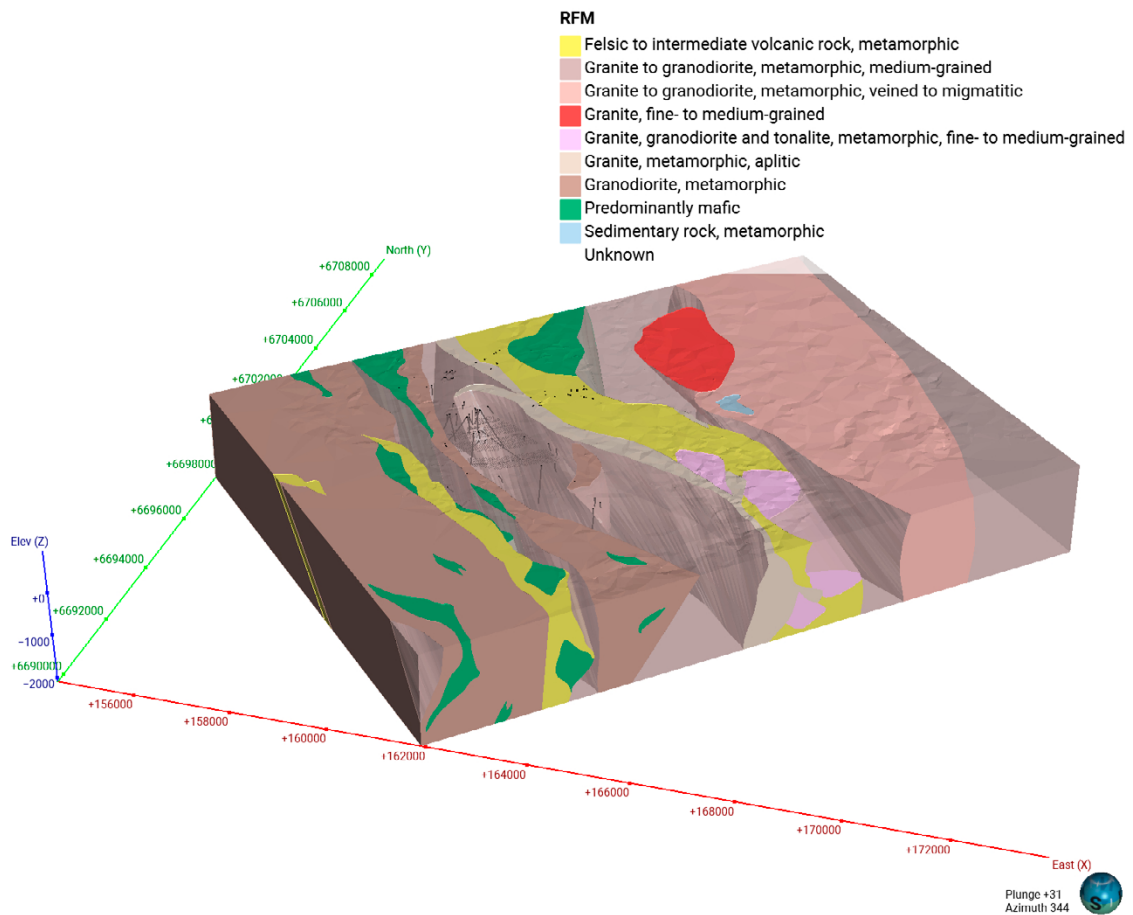 RFM
Felsic to intermediate volcanic rock, metamorphic
Granite to granodiorite, metamorphic, medium-grained
Granite to granodiorite, metamorphic, veined to migmatitic
Granite, fine- to medium-grained
Granite, granodiorite and tonalite, metamorphic, fine- to medium-grained
Granite, metamorphic, aplitic
Granodiorite, metamorphic
Predominantly mafic
Sedimentary rock, metamorphic
Unknown
North (Y)
+6708000
+6706000
+6704000
+6698000
+6696000
+6694000
+6692000
Elev (Z)
+0
−1000
−2000
+156000
+158000
+160000
+162000
+164000
+166000
+168000
+170000
+172000
East (X)
Plunge +31
Azimuth 344
S